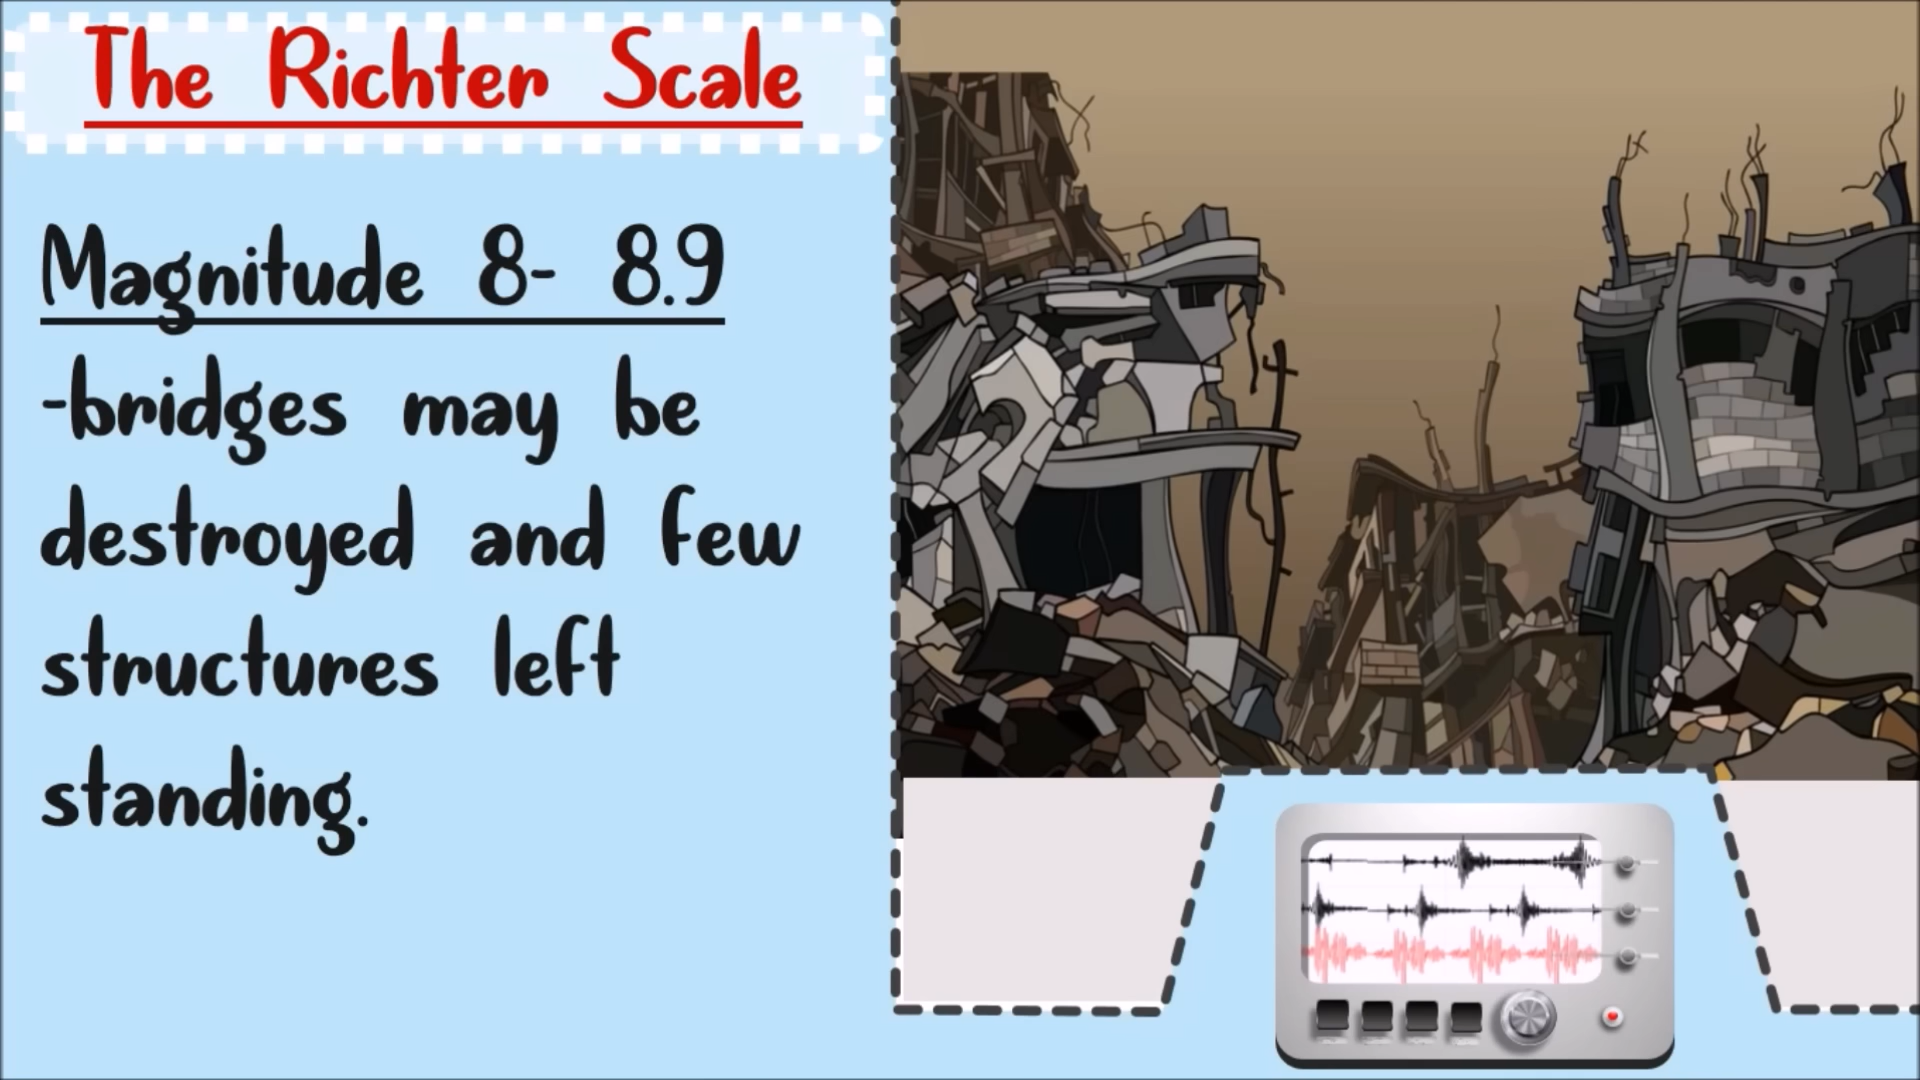 The Richter Scale
Magnitude 8- 8.9
-bridges may be
destroyed and few
structures left
standing.